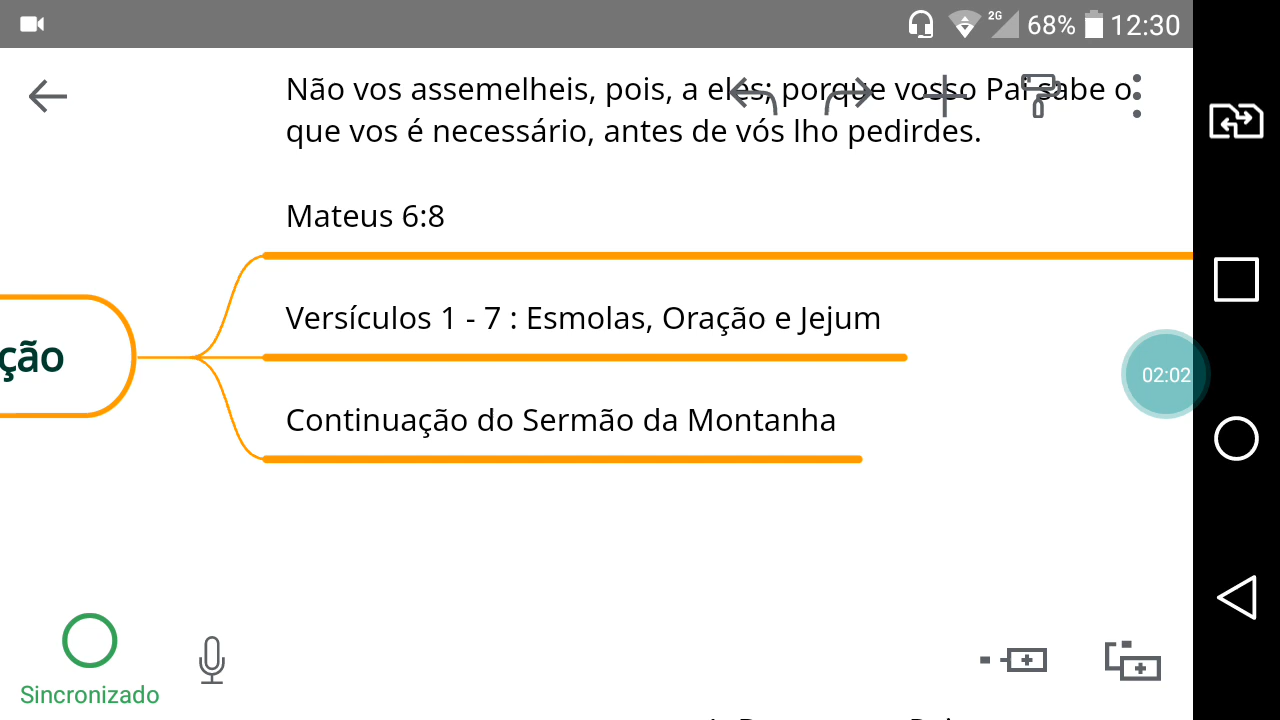 2G 68% 12:30
Não vos assemelheis, pois, a eles; porque vosso Pai sabe o
que vos é necessário, antes de vós lho pedirdes.
Mateus 6:8
Versículos 1 - 7 : Esmolas, Oração e Jejum
ção
02:02
Continuação do Sermão da Montanha
Sincronizado